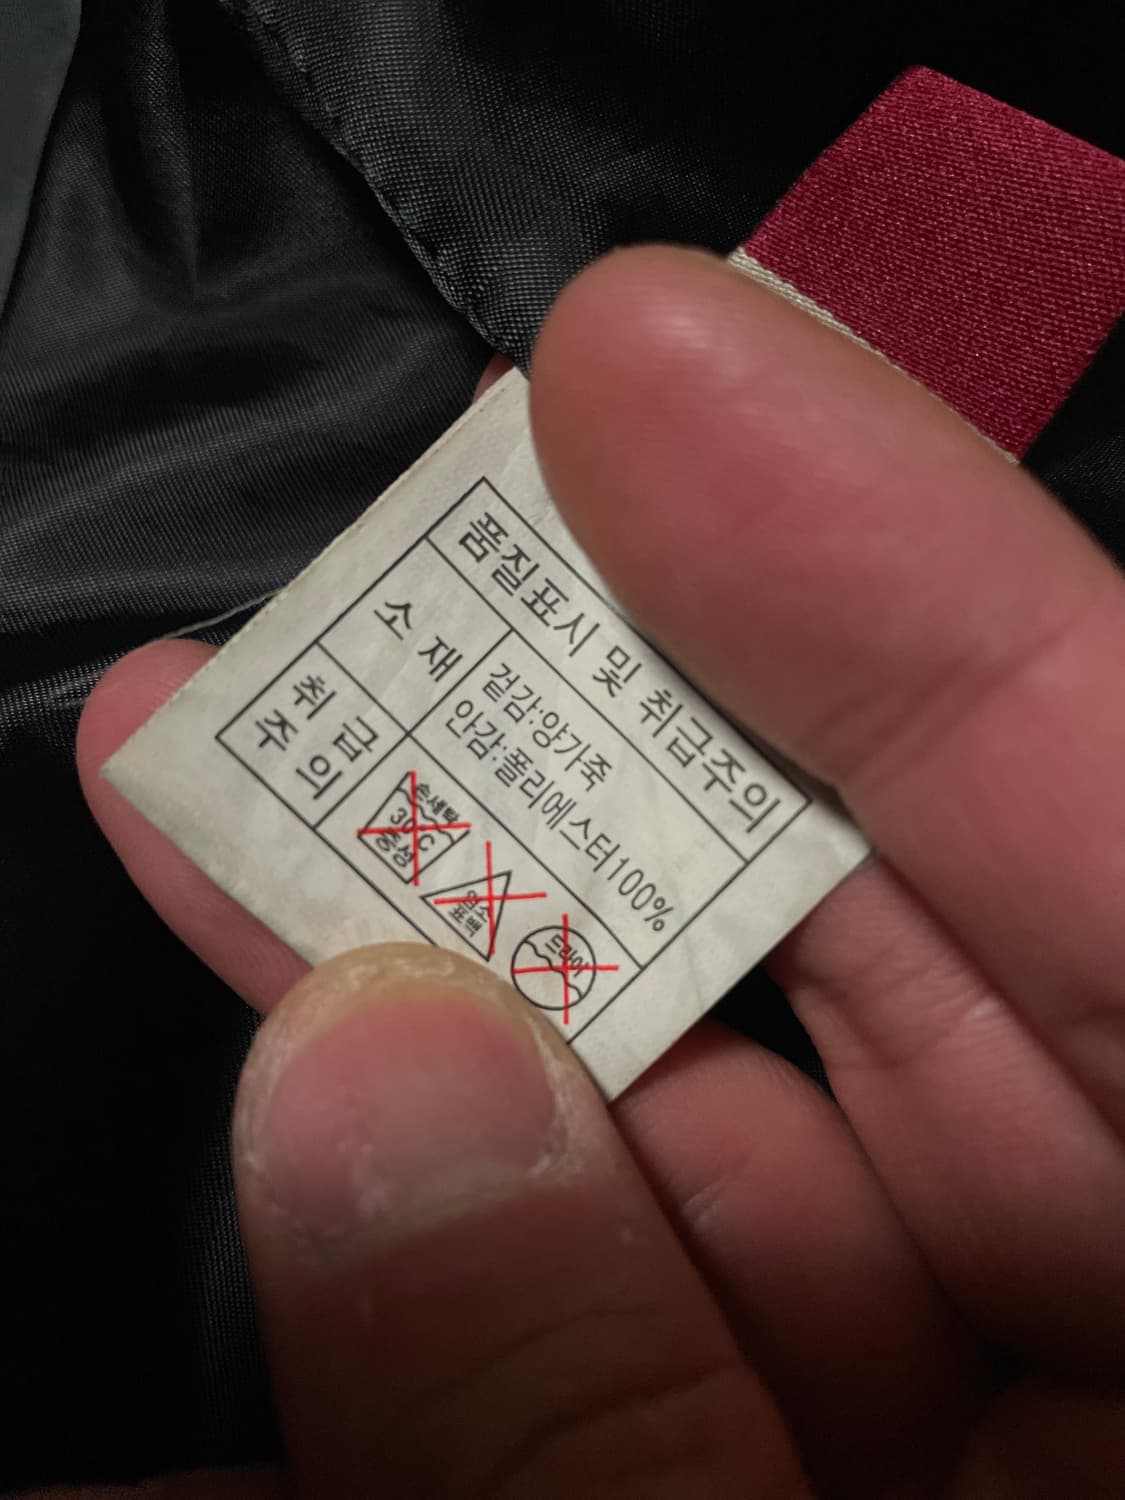 품질표시 및 취급주의
소 재
겉감:양가죽
안감:폴리에스터100%
취 급
주 의
손세탁
30°C
중성
염소
표백
드라이